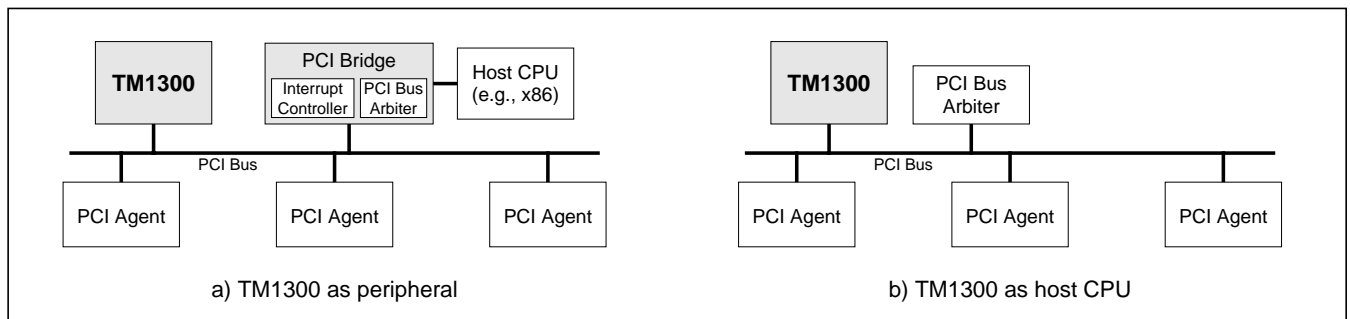 TM1300
PCI Bridge
Interrupt
Controller
PCI Bus
Arbiter
Host CPU
(e.g., x86)
PCI Bus
PCI Agent
PCI Agent
PCI Agent
a) TM1300 as peripheral
TM1300
PCI Bus
Arbiter
PCI Bus
PCI Agent
PCI Agent
PCI Agent
b) TM1300 as host CPU